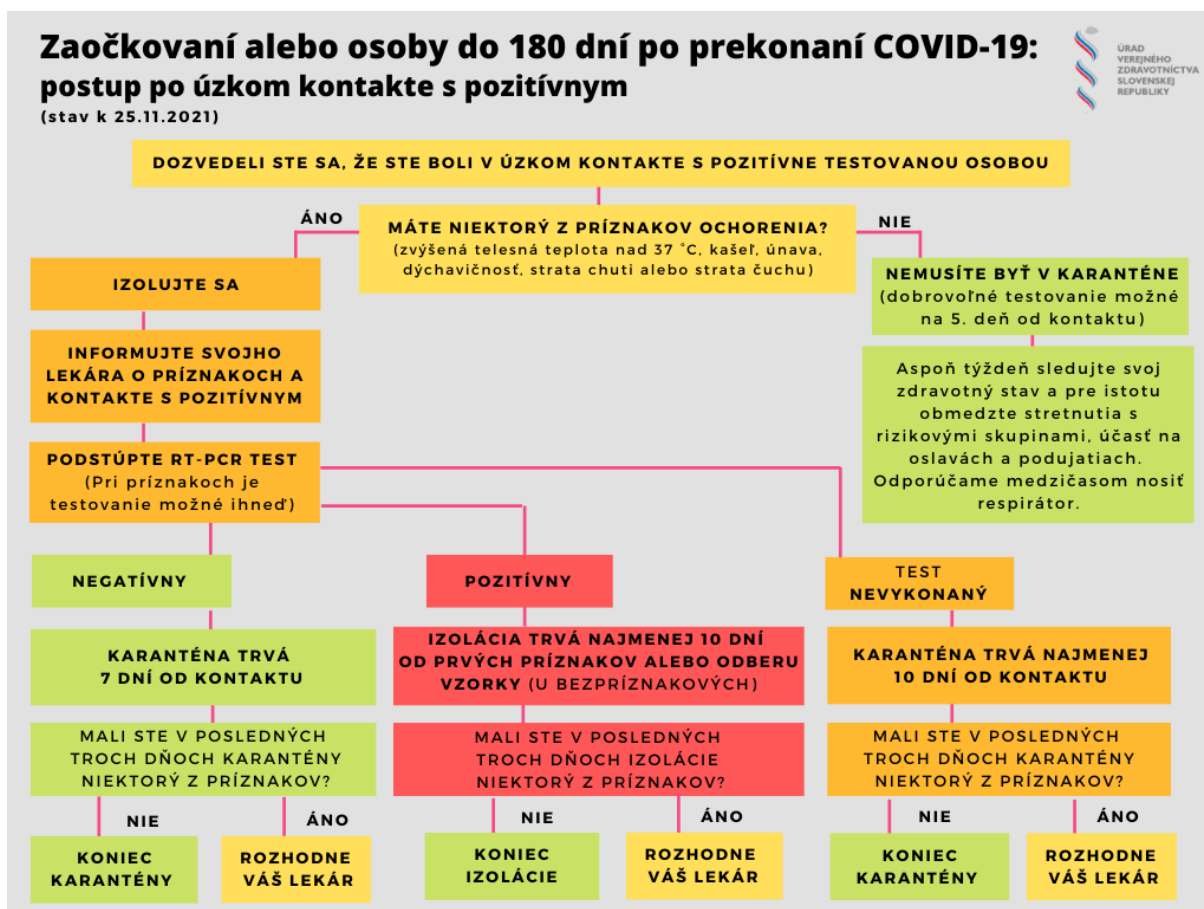 Zaočkovaní alebo osoby do 180 dní po prekonaní COVID-19:
postup po úzkom kontakte s pozitívnym
(stav k 25.11.2021)
ÚRAD
VEREJNÉHO
ZDRAVOTNÍCTVA
SLOVENSKEJ
REPUBLIKY
DOZVEDELI STE SA, ŽE STE BOLI V ÚZKOM KONTAKTE S POZITÍVNE TESTOVANOU OSOBOU
ÁNO
MÁTE NIEKTORÝ Z PRÍZNAKOV OCHORENIA?
(zvýšená telesná teplota nad 37 °C, kašeľ, únava,
dýchavičnosť, strata chuti alebo strata čuchu)
NIE
IZOLUJTE SA
INFORMUJTE SVOJHO
LEKÁRA O PRÍZNAKOCH A
KONTAKTE S POZITÍVNYM
PODSTÚPTE RT-PCR TEST
(Pri príznakoch je
testovanie možné ihneď)
NEMUSÍTE BYŤ V KARANTÉNE
(dobrovoľné testovanie možné
na 5. deň od kontaktu)
Aspoň týždeň sledujte svoj
zdravotný stav a pre istotu
obmedzte stretnutia s
rizikovými skupinami, účasť na
oslavách a podujatiach.
Odporúčame medzičasom nosiť
respirátor.
NEGATÍVNY
KARANTÉNA TRVÁ
7 DNÍ OD KONTAKTU
MALI STE V POSLEDNÝCH
TROCH DŇOCH KARANTÉNY
NIEKTORÝ Z PRÍZNAKOV?
NIE
ÁNO
KONIEC
KARANTÉNY
ROZHODNE
VÁŠ LEKÁR
POZITÍVNY
IZOLÁCIA TRVÁ NAJMENEJ 10 DNÍ
OD PRVÝCH PRÍZNAKOV ALEBO ODBERU
VZORKY (U BEZPRÍZNAKOVÝCH)
MALI STE V POSLEDNÝCH
TROCH DŇOCH IZOLÁCIE
NIEKTORÝ Z PRÍZNAKOV?
NIE
ÁNO
KONIEC
IZOLÁCIE
ROZHODNE
VÁŠ LEKÁR
TEST
NEVYKONANÝ
KARANTÉNA TRVÁ NAJMENEJ
10 DNÍ OD KONTAKTU
MALI STE V POSLEDNÝCH
TROCH DŇOCH KARANTÉNY
NIEKTORÝ Z PRÍZNAKOV?
NIE
ÁNO
KONIEC
KARANTÉNY
ROZHODNE
VÁŠ LEKÁR